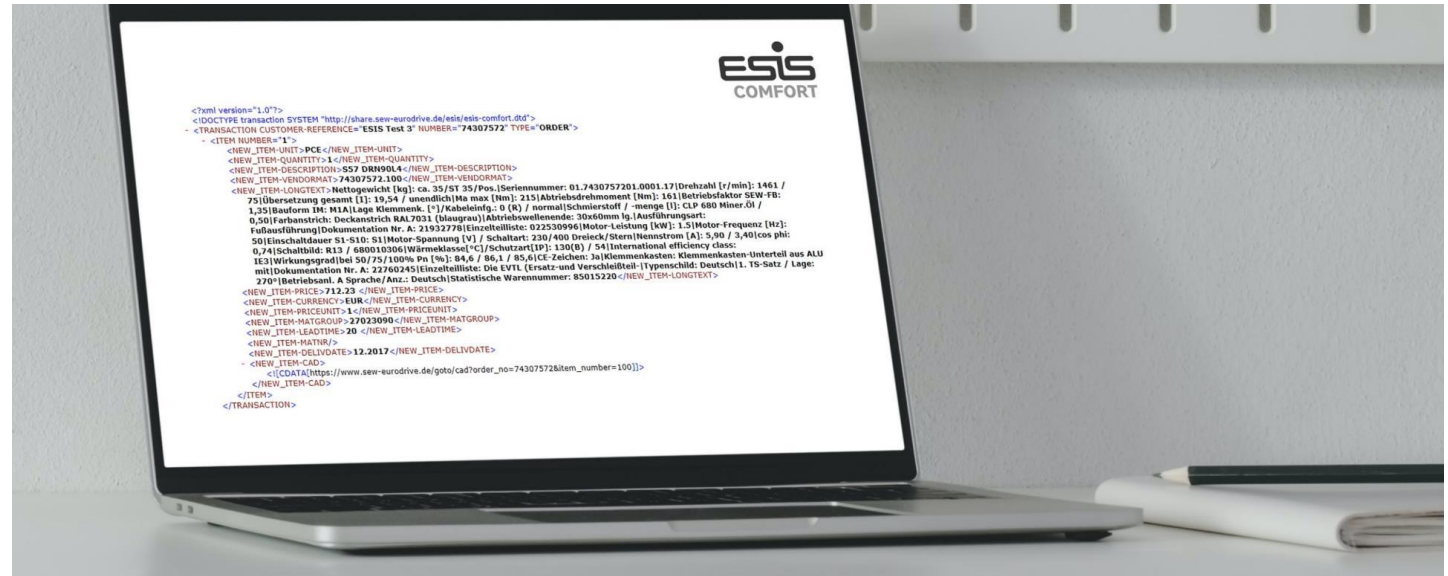 ESIS
COMFORT
<?xml version="1.0"?>
<!DOCTYPE transaction SYSTEM "http://share.sew-eurodrive.de/esis/esis-comfort.dtd">
- <TRANSACTION CUSTOMER-REFERENCE="ESIS Test 3" NUMBER="74307572" TYPE="ORDER">
- <ITEM NUMBER="1">
<NEW_ITEM-UNIT>PCE</NEW_ITEM-UNIT>
<NEW_ITEM-QUANTITY>1</NEW_ITEM-QUANTITY>
<NEW_ITEM-DESCRIPTION>S57 DRN90L4</NEW_ITEM-DESCRIPTION>
<NEW_ITEM-VENDORMAT>74307572.100</NEW_ITEM-VENDORMAT>
<NEW_ITEM-LONGTEXT>Nettogewicht [kg]: ca. 35/ST 35/Pos.|Seriennummer: 01.7430757201.0001.17|Drehzahl [r/min]: 1461 /
75|Übersetzung gesamt [I]: 19,54 / unendlich|Ma max [Nm]: 215|Abtriebsdrehmoment [Nm]: 161|Betriebsfaktor SEW-FB:
1,35|Bauform IM: M1A|Lage Klemmenk. [°]/Kabeleinfg.: 0 (R) / normal|Schmierstoff / -menge [l]: CLP 680 Miner.Öl /
0,50|Farbanstrich: Deckanstrich RAL7031 (blaugrau)|Abtriebswellenende: 30x60mm lg.|Ausführungsart:
Fußausführung|Dokumentation Nr. A: 21932778|Einzelteilliste: 022530996|Motor-Leistung [kW]: 1.5|Motor-Frequenz [Hz]:
50|Einschaltdauer S1-S10: S1|Motor-Spannung [V] / Schaltart: 230/400 Dreieck/Stern|Nennstrom [A]: 5,90 / 3,40|cos phi:
0,74|Schaltbild: R13 / 680010306|Wärmeklasse[°C]/Schutzart[IP]: 130(B) / 54|International efficiency class:
IE3|Wirkungsgrad|bei 50/75/100% Pn [%]: 84,6 / 86,1 / 85,6|CE-Zeichen: Ja|Klemmenkasten: Klemmenkasten-Unterteil aus ALU
mit|Dokumentation Nr. A: 22760245|Einzelteilliste: Die EVTL (Ersatz-und Verschleißteil-|Typenschild: Deutsch|1. TS-Satz / Lage:
270°|Betriebsanl. A Sprache/Anz.: Deutsch|Statistische Warennummer: 85015220</NEW_ITEM-LONGTEXT>
<NEW_ITEM-PRICE>712.23 </NEW_ITEM-PRICE>
<NEW_ITEM-CURRENCY>EUR</NEW_ITEM-CURRENCY>
<NEW_ITEM-PRICEUNIT>1</NEW_ITEM-PRICEUNIT>
<NEW_ITEM-MATGROUP>27023090</NEW_ITEM-MATGROUP>
<NEW_ITEM-LEADTIME>20 </NEW_ITEM-LEADTIME>
<NEW_ITEM-MATNR/>
<NEW_ITEM-DELIVDATE>12.2017</NEW_ITEM-DELIVDATE>
- <NEW_ITEM-CAD>
<![CDATA[https://www.sew-eurodrive.de/goto/cad?order_no=74307572&item_number=100]]>
</NEW_ITEM-CAD>
</ITEM>
</TRANSACTION>